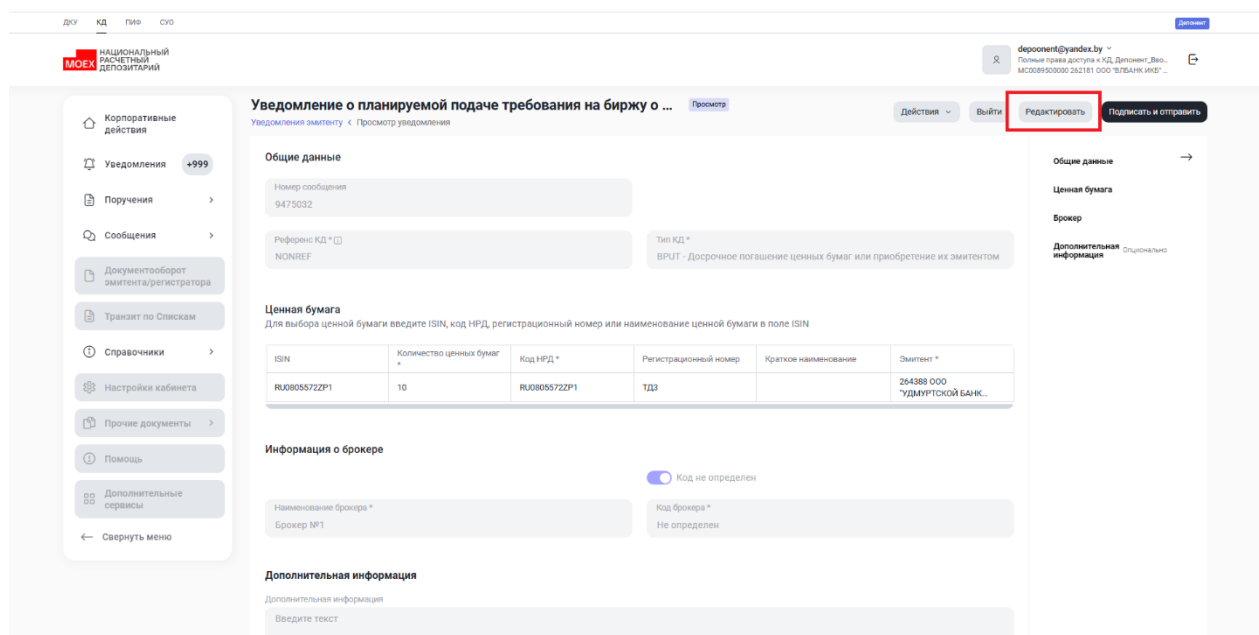 ДКУ КД ПИФ СУО
Депонент
MOEX НАЦИОНАЛЬНЫЙ
РАСЧЕТНЫЙ
ДЕПОЗИТАРИЙ
depoonent@yandex.by
Полные права доступа к КД, Депонент_Вео...
MC0089500000 262181 ООО "ВЛБАНК ИКБ" ...
Корпоративные
действия
Уведомления +999
Поручения
Сообщения
Документооборот
эмитента/регистратора
Транзит по Спискам
Справочники
Настройки кабинета
Прочие документы
Помощь
Дополнительные
сервисы
Свернуть меню
Уведомление о планируемой подаче требования на биржу о ... Просмотр
Уведомления эмитенту < Просмотр уведомления
Действия Выйти Редактировать Подписать и отправить
Общие данные
Номер сообщения
9475032
Референс КД *
NONREF
Тип КД *
BPUT - Досрочное погашение ценных бумаг или приобретение их эмитентом
Ценная бумага
Для выбора ценной бумаги введите ISIN, код НРД, регистрационный номер или наименование ценной бумаги в поле ISIN
ISIN Количество ценных бумаг * Код НРД * Регистрационный номер Краткое наименование Эмитент *
RU0805572ZP1 10 RU0805572ZP1 ТД3 264388 ООО
"УДМУРТСКОЙ БАНК...
Информация о брокере
Код не определен
Наименование брокера *
Брокер №1
Код брокера *
Не определен
Дополнительная информация
Дополнительная информация
Введите текст
Общие данные
Ценная бумага
Брокер
Дополнительная
информация Опционально